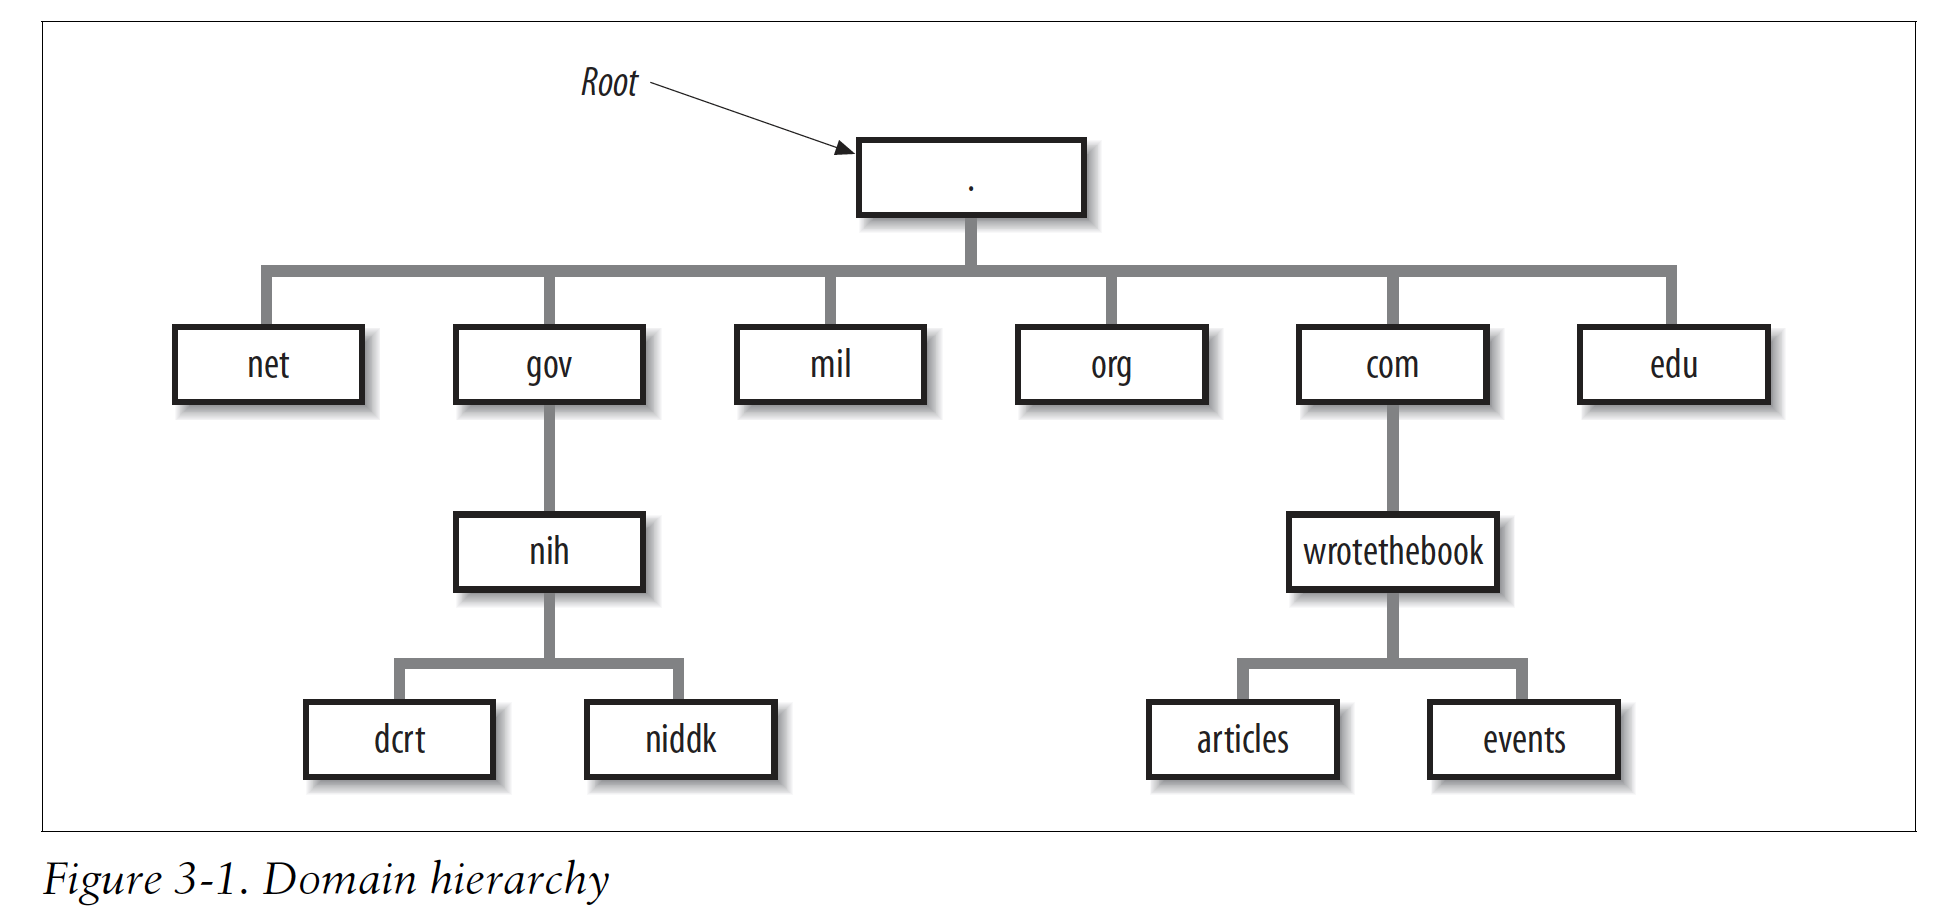 Root
.
net gov mil org com edu
nih wrotethebook
dcrt niddk articles events
Figure 3-1. Domain hierarchy